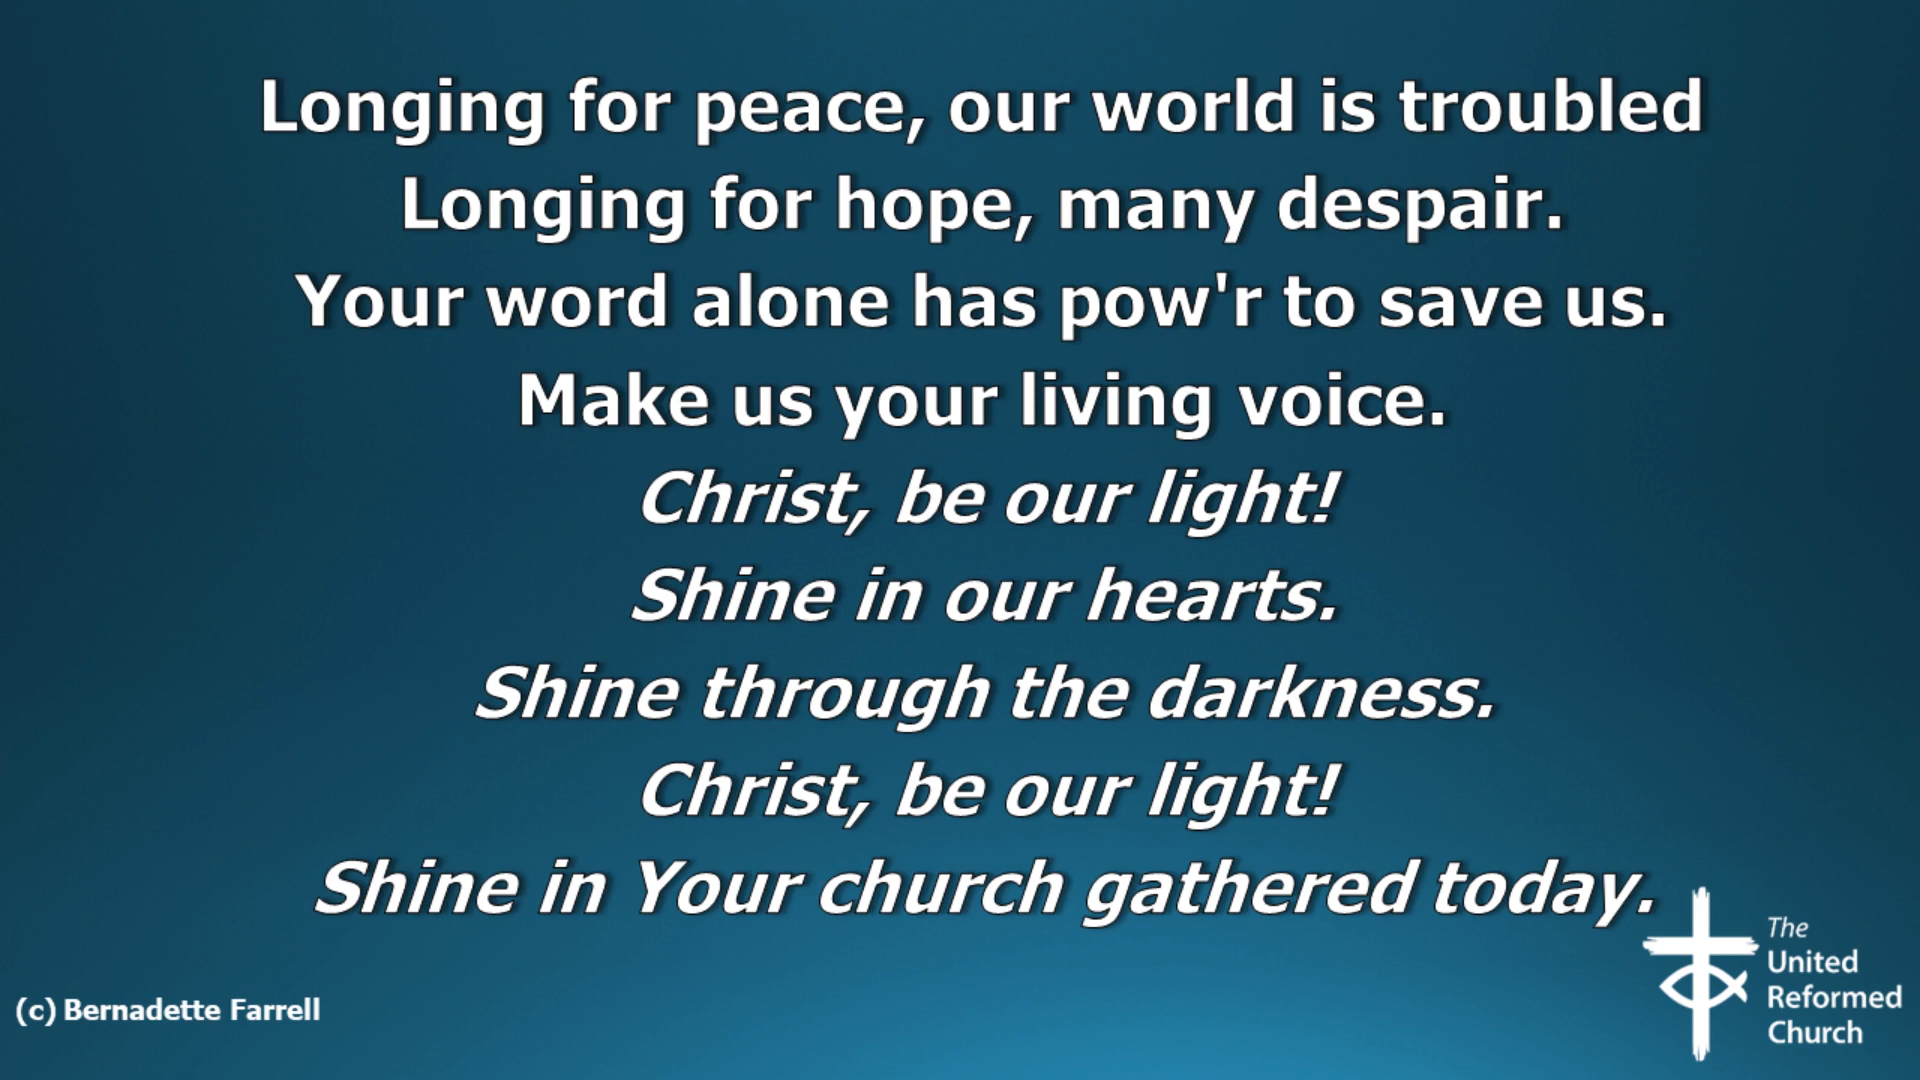 Longing for peace, our world is troubled
Longing for hope, many despair.
Your word alone has pow'r to save us.
Make us your living voice.
Christ, be our light!
Shine in our hearts.
Shine through the darkness.
Christ, be our light!
Shine in Your church gathered today.
(c) Bernadette Farrell
The
United
Reformed
Church